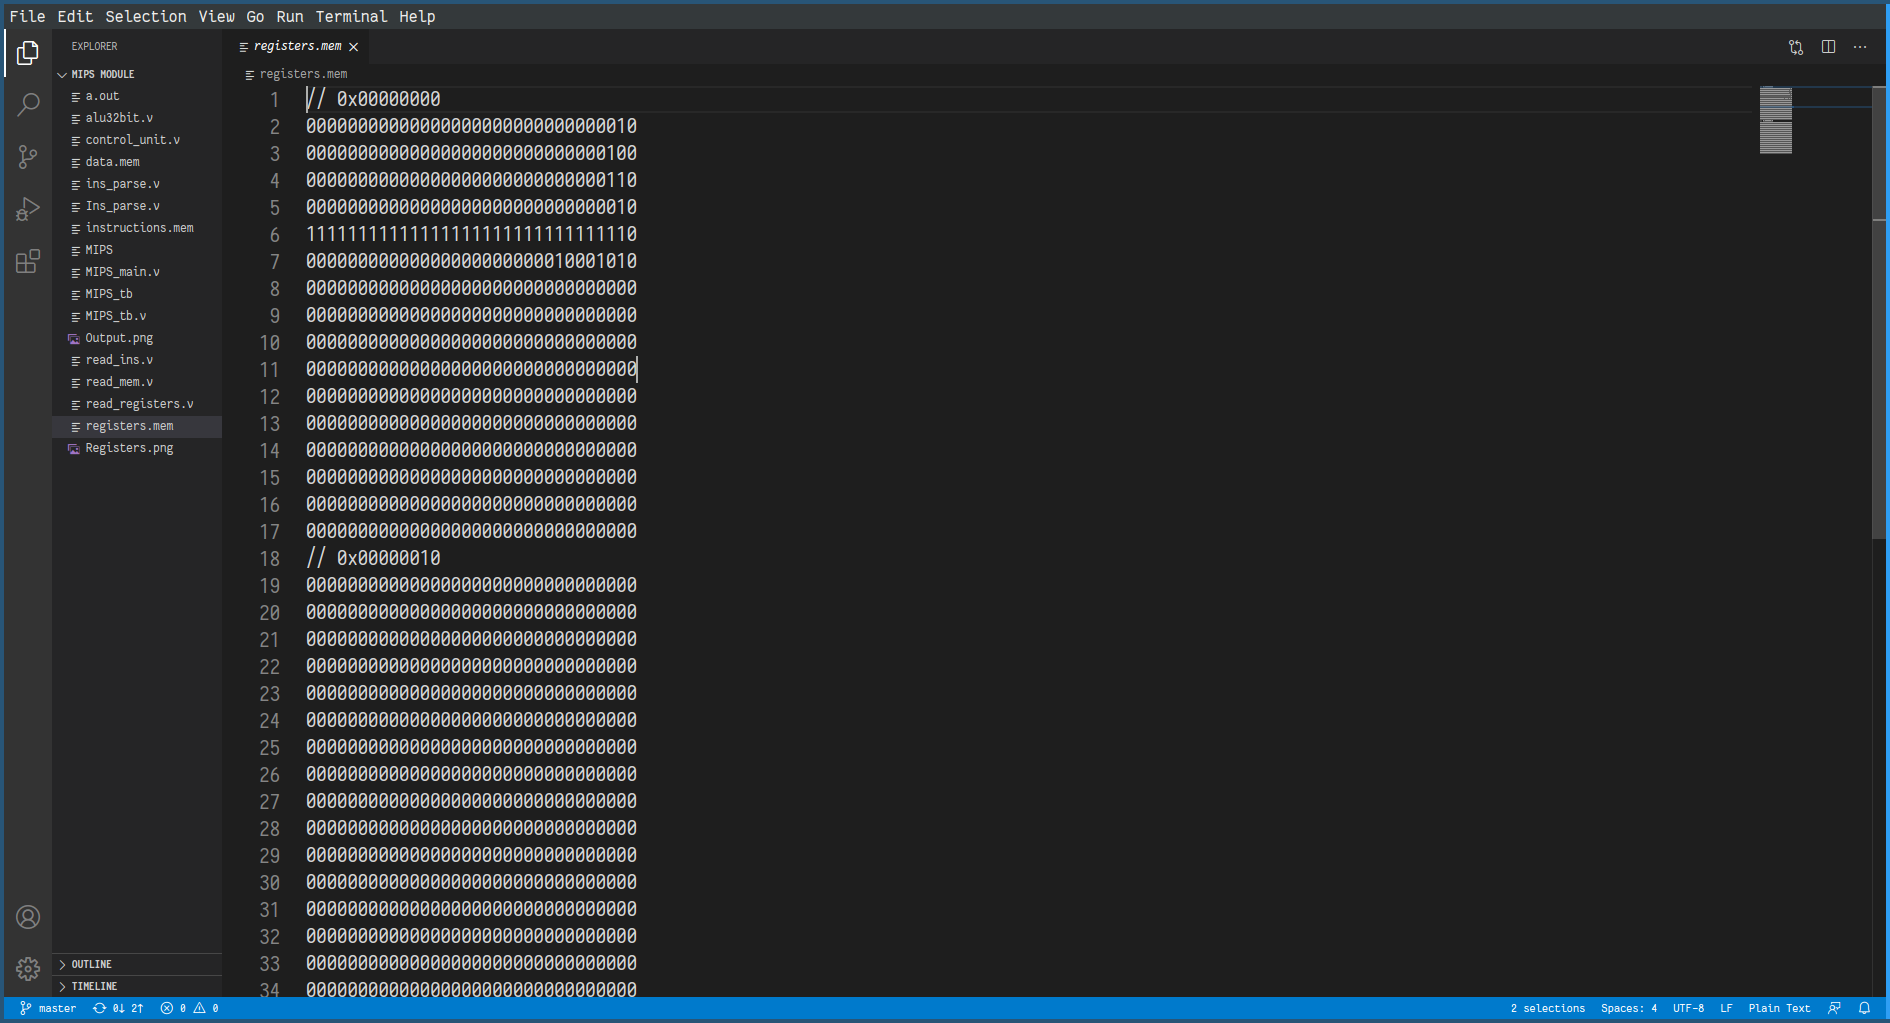 File Edit Selection View Go Run Terminal Help
EXPLORER
MIPS MODULE
a.out
alu32bit.v
control_unit.v
data.mem
ins_parse.v
Ins_parse.v
instructions.mem
MIPS
MIPS_main.v
MIPS_tb
MIPS_tb.v
Output.png
read_ins.v
read_mem.v
read_registers.v
registers.mem
Registers.png
OUTLINE
TIMELINE
registers.mem
registers.mem
1 // 0x00000000
2 00000000000000000000000000000010
3 00000000000000000000000000000100
4 00000000000000000000000000000110
5 00000000000000000000000000000010
6 11111111111111111111111111111110
7 00000000000000000000000010001010
8 00000000000000000000000000000000
9 00000000000000000000000000000000
10 00000000000000000000000000000000
11 00000000000000000000000000000000
12 00000000000000000000000000000000
13 00000000000000000000000000000000
14 00000000000000000000000000000000
15 00000000000000000000000000000000
16 00000000000000000000000000000000
17 00000000000000000000000000000000
18 // 0x00000010
19 00000000000000000000000000000000
20 00000000000000000000000000000000
21 00000000000000000000000000000000
22 00000000000000000000000000000000
23 00000000000000000000000000000000
24 00000000000000000000000000000000
25 00000000000000000000000000000000
26 00000000000000000000000000000000
27 00000000000000000000000000000000
28 00000000000000000000000000000000
29 00000000000000000000000000000000
30 00000000000000000000000000000000
31 00000000000000000000000000000000
32 00000000000000000000000000000000
33 00000000000000000000000000000000
34 00000000000000000000000000000000
master 0↓ 2↑ 0 0 2 selections Spaces: 4 UTF-8 LF Plain Text